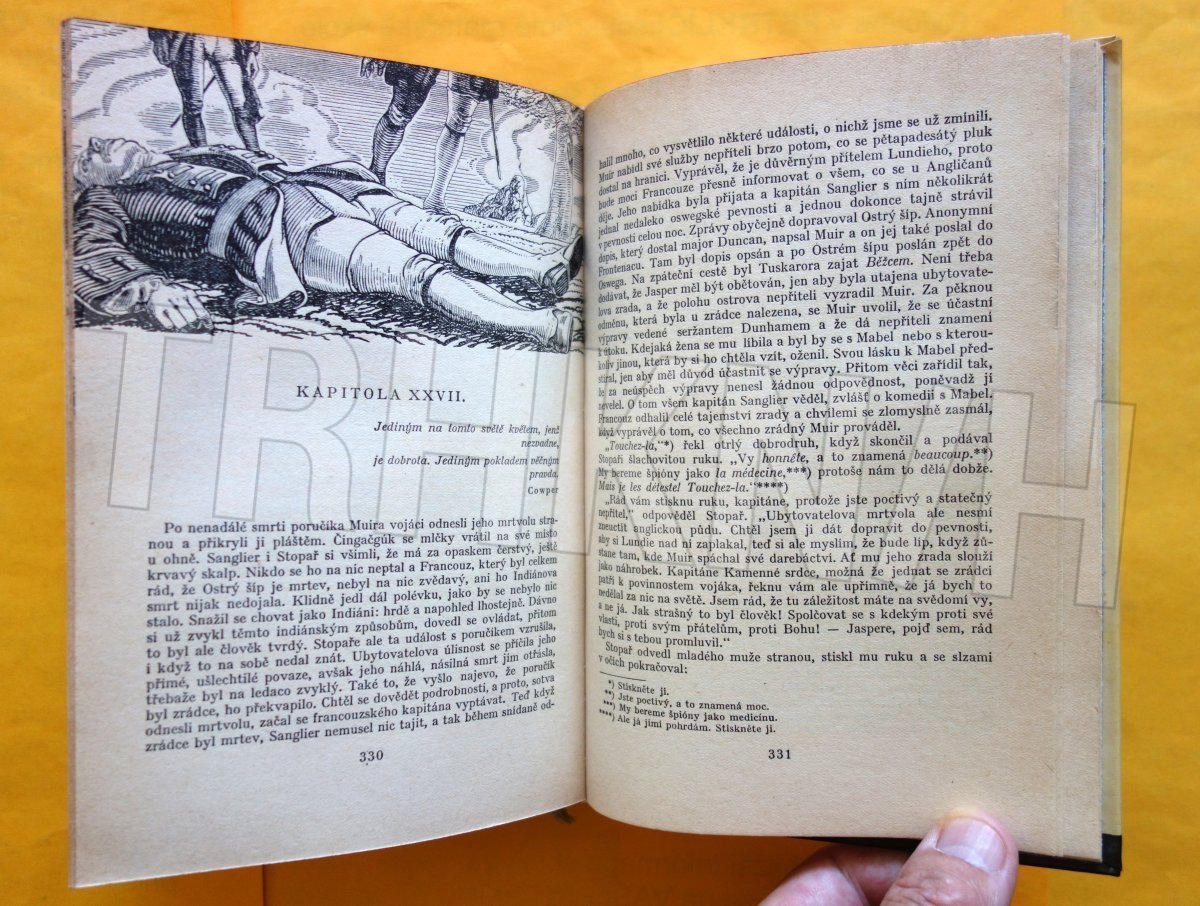 KAPITOLA XXVII.
Jediným na tomto světě květem, jenž
nezvadne,
je dobrota. Jediným pokladem věčným
pravda.
Cowper
Po nenadálé smrti poručíka Muira vojáci odnesli jeho mrtvolu stra-
nou a přikryli ji pláštěm. Čingačgúk se mlčky vrátil na své místo
u ohně. Sanglier i Stopař si všimli, že má za opaskem čerstvý, ještě
krvavý skalp. Nikdo se ho na nic neptal a Francouz, který byl celkem
rád, že Ostrý šíp je mrtev, nebyl na nic zvědavý, ani ho Indiánova
smrt nijak nedojala. Klidně jedl dál polévku, jako by se nebylo nic
stalo. Snažil se chovat jako Indiáni: hrdě a napohled lhostejně. Dávno
si už zvykl těmto indiánským způsobům, dovedl se ovládat, přitom
to byl ale člověk tvrdý. Stopaře ale ta událost s poručíkem vzrušila,
i když to na sobě nedal znát. Ubytovatelova úlisnost se příčila jeho
přímé, ušlechtilé povaze, avšak jeho náhlá, násilná smrt jím otřásla,
třebaže byl na ledaco zvyklý. Také to, že vyšlo najevo, že poručík
byl zrádce, ho překvapilo. Chtěl se dovědět podrobnosti, a proto, sotva
odnesli mrtvolu, začal se francouzského kapitána vyptávat. Teď když
zrádce byl mrtev, Sanglier nemusel nic tajit, a tak během snídaně od-
330
halil mnoho, co vysvětlilo některé události, o nichž jsme se už zmínili.
Muir nabídl své služby nepříteli brzo potom, co se pětapadesátý pluk
dostal na hranici. Vyprávěl, že je důvěrným přítelem Lundieho, proto
bude moci Francouze přesně informovat o všem, co se u Angličanů
děje. Jeho nabídka byla přijata a kapitán Sanglier s ním několikrát
jednal nedaleko oswegské pevnosti a jednou dokonce tajně strávil
v pevnosti celou noc. Zprávy obyčejně dopravoval Ostrý šíp. Anonymní
dopis, který dostal major Duncan, napsal Muir a on jej také poslal do
Frontenacu. Tam byl dopis opsán a po Ostrém šípu poslán zpět do
Oswega. Na zpáteční cestě byl Tuskarora zajat Běžcem. Není třeba
dodávat, že Jasper měl být obětován, jen aby byla utajena ubytovate-
lova zrada, a že polohu ostrova nepříteli vyzradil Muir. Za pěknou
odměnu, která byla u zrádce nalezena, se Muir uvolil, že se účastní
výpravy vedené seržantem Dunhamem a že dá nepříteli znamení
k útoku. Kdejaká žena se mu líbila a byl by se s Mabel nebo s kterou-
koliv jinou, která by si ho chtěla vzít, oženil. Svou lásku k Mabel před-
stíral, jen aby měl důvod účastnit se výpravy. Přitom věci zařídil tak,
že za neúspěch výpravy nenesl žádnou odpovědnost, poněvadž jí
nevelel. O tom všem kapitán Sanglier věděl, zvlášť o komedii s Mabel.
Francouz odhalil celé tajemství zrady a chvílemi se zlomyslně zasmál,
když vyprávěl o tom, co všechno zrádný Muir prováděl.
„Touchez-la,“*) řekl otrlý dobrodruh, když skončil a podával
Stopaři šlachovitou ruku. „Vy honnête, a to znamená beaucoup.**)
My bereme špióny jako la médecine,***) protoše nám to dělá dobže.
Mais je les déteste! Touchez-la.“****)
„Rád vám stisknu ruku, kapitáne, protože jste poctivý a statečný
nepřítel,“ odpověděl Stopař. „Ubytovatelova mrtvola ale nesmí
zneuctít anglickou půdu. Chtěl jsem ji dát dopravit do pevnosti,
aby si Lundie nad ní zaplakal, teď si ale myslím, že bude líp, když zů-
stane tam, kde Muir spáchal své darebáctví. Ať mu jeho zrada slouží
jako náhrobek. Kapitáne Kamenné srdce, možná že jednat se zrádci
patří k povinnostem vojáka, řeknu vám ale upřímně, že já bych to
nedělal za nic na světě. Jsem rád, že tu záležitost máte na svědomí vy,
a ne já. Jak strašný to byl člověk! Spolčovat se s kdekým proti své
vlasti, proti svým přátelům, proti Bohu! — Jaspere, pojď sem, rád
bych si s tebou promluvil.“
Stopař odvedl mladého muže stranou, stiskl mu ruku a se slzami
v očích pokračoval:
*) Stiskněte ji.
**) Jste poctivý, a to znamená moc.
***) My bereme špióny jako medicínu.
****) Ale já jimi pohrdám. Stiskněte ji.
331